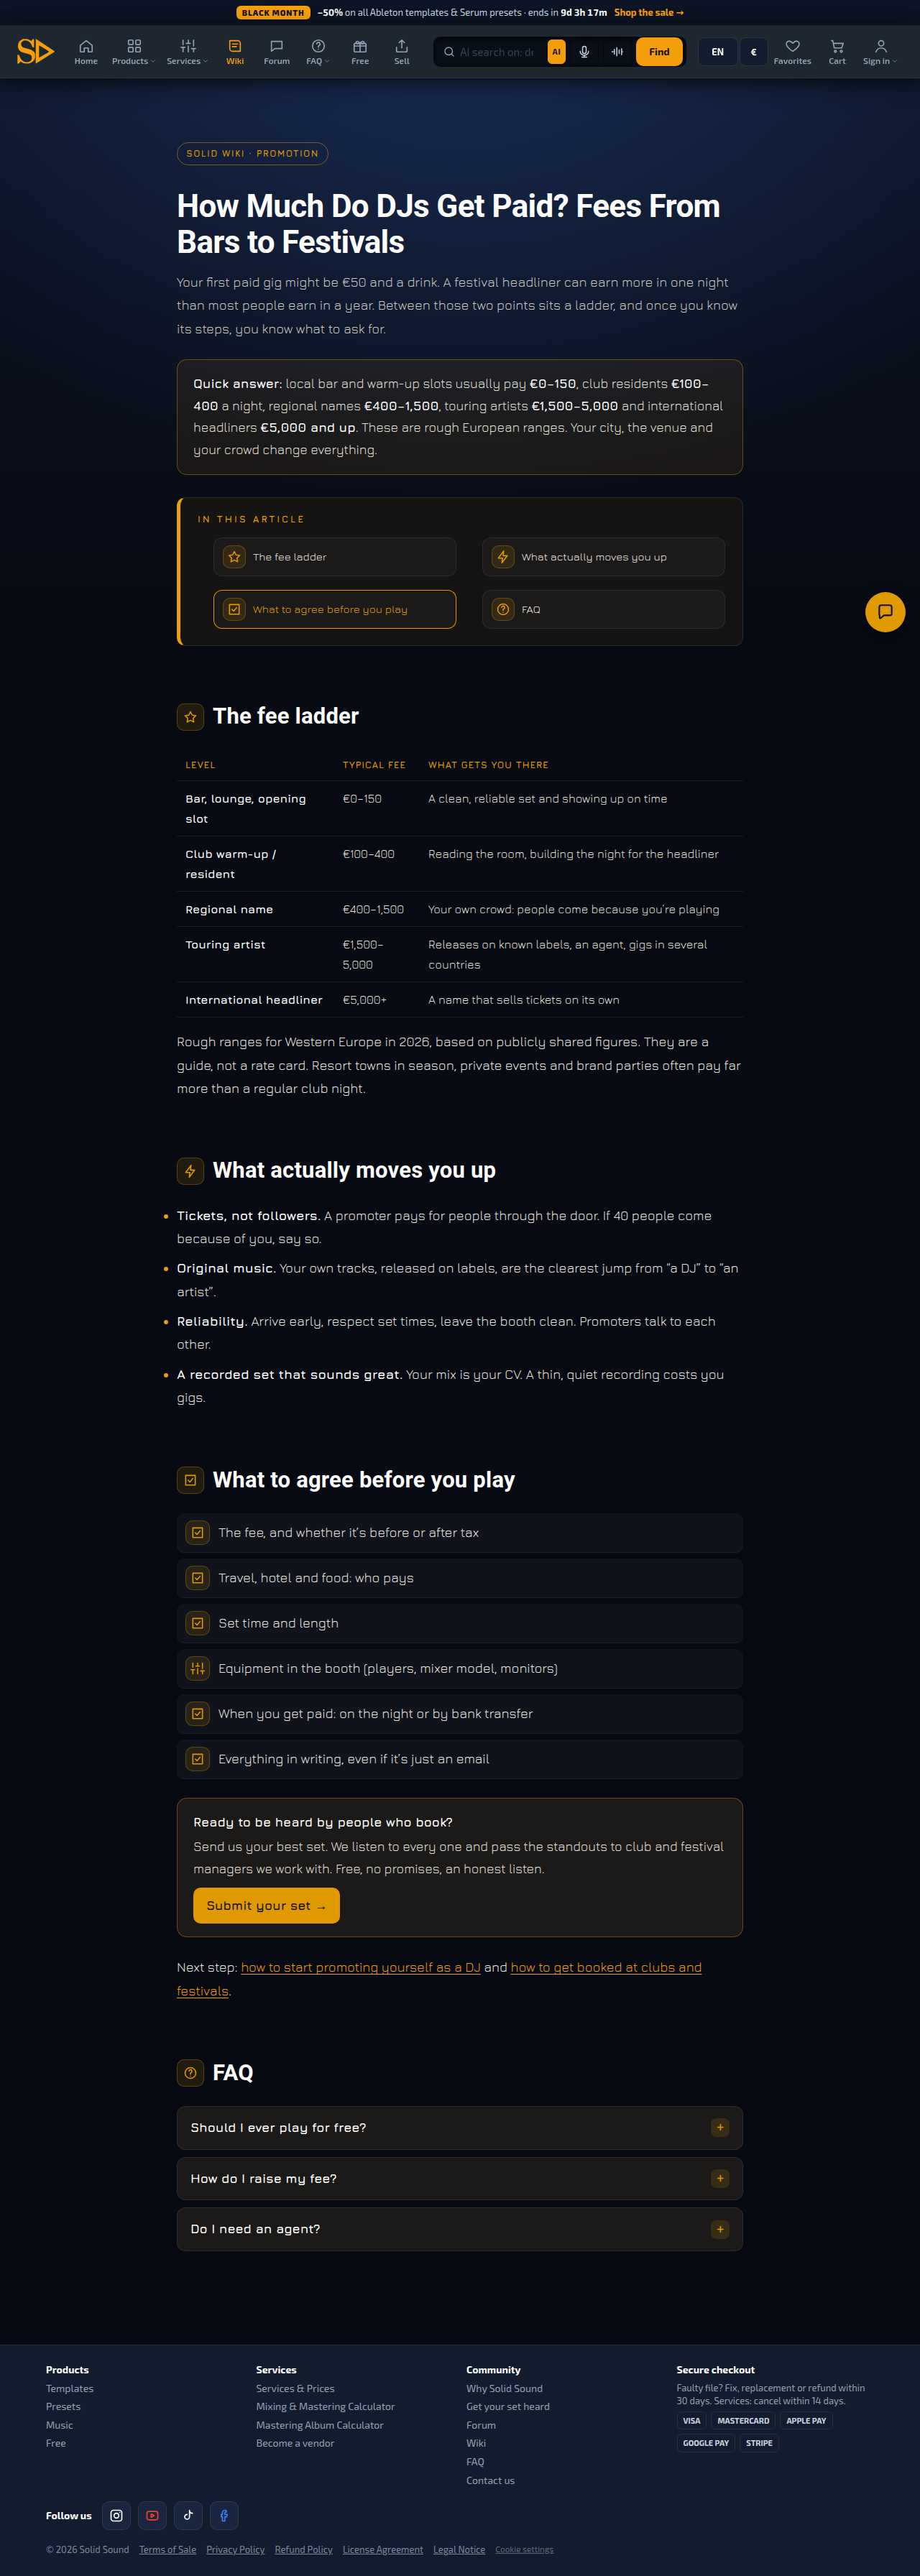 BLACK MONTH −50% on all Ableton templates & Serum presets · ends in 9d 3h 17m Shop the sale →
SD
Home
Products
Services
Wiki
Forum
FAQ
Free
Sell
AI search on: d
AI
Find
EN
€
Favorites
Cart
Sign in
SOLID WIKI · PROMOTION
How Much Do DJs Get Paid? Fees From
Bars to Festivals
Your first paid gig might be €50 and a drink. A festival headliner can earn more in one night
than most people earn in a year. Between those two points sits a ladder, and once you know
its steps, you know what to ask for.
Quick answer: local bar and warm-up slots usually pay €0–150, club residents €100–
400 a night, regional names €400–1,500, touring artists €1,500–5,000 and international
headliners €5,000 and up. These are rough European ranges. Your city, the venue and
your crowd change everything.
IN THIS ARTICLE
The fee ladder
What actually moves you up
What to agree before you play
FAQ
The fee ladder
LEVEL TYPICAL FEE WHAT GETS YOU THERE
Bar, lounge, opening €0–150 A clean, reliable set and showing up on time
slot
Club warm-up / €100–400 Reading the room, building the night for the headliner
resident
Regional name €400–1,500 Your own crowd: people come because you're playing
Touring artist €1,500– Releases on known labels, an agent, gigs in several
5,000 countries
International headliner €5,000+ A name that sells tickets on its own
Rough ranges for Western Europe in 2026, based on publicly shared figures. They are a
guide, not a rate card. Resort towns in season, private events and brand parties often pay far
more than a regular club night.
What actually moves you up
Tickets, not followers. A promoter pays for people through the door. If 40 people come
because of you, say so.
Original music. Your own tracks, released on labels, are the clearest jump from “a DJ” to “an
artist”.
Reliability. Arrive early, respect set times, leave the booth clean. Promoters talk to each
other.
A recorded set that sounds great. Your mix is your CV. A thin, quiet recording costs you
gigs.
What to agree before you play
The fee, and whether it's before or after tax
Travel, hotel and food: who pays
Set time and length
Equipment in the booth (players, mixer model, monitors)
When you get paid: on the night or by bank transfer
Everything in writing, even if it's just an email
Ready to be heard by people who book?
Send us your best set. We listen to every one and pass the standouts to club and festival
managers we work with. Free, no promises, an honest listen.
Submit your set →
Next step: how to start promoting yourself as a DJ and how to get booked at clubs and
festivals.
FAQ
Should I ever play for free? +
How do I raise my fee? +
Do I need an agent? +
Products
Templates
Presets
Music
Free
Services
Services & Prices
Mixing & Mastering Calculator
Mastering Album Calculator
Become a vendor
Community
Why Solid Sound
Get your set heard
Forum
Wiki
FAQ
Contact us
Secure checkout
Faulty file? Fix, replacement or refund within
30 days. Services: cancel within 14 days.
VISA MASTERCARD APPLE PAY
GOOGLE PAY STRIPE
Follow us
© 2026 Solid Sound Terms of Sale Privacy Policy Refund Policy License Agreement Legal Notice Cookie settings